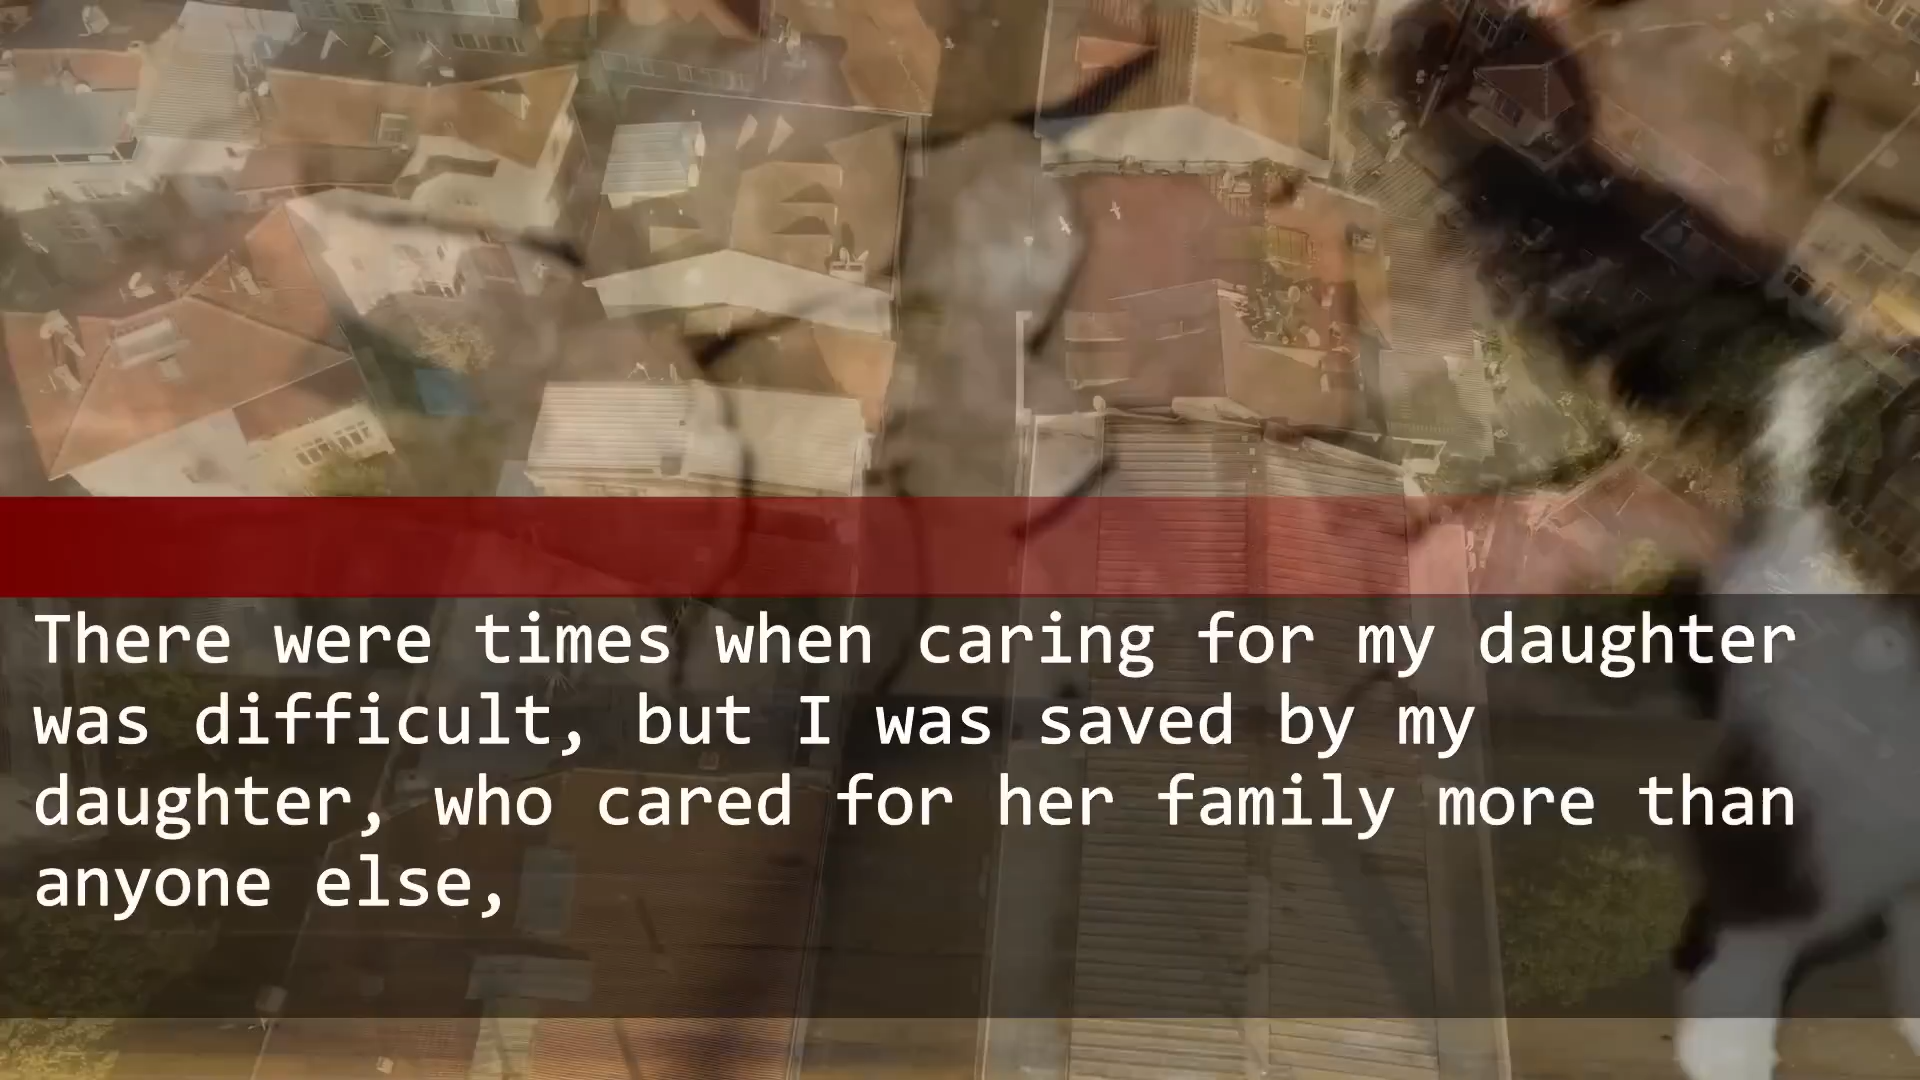 There were times when caring for my daughter
was difficult, but I was saved by my
daughter, who cared for her family more than
anyone else,